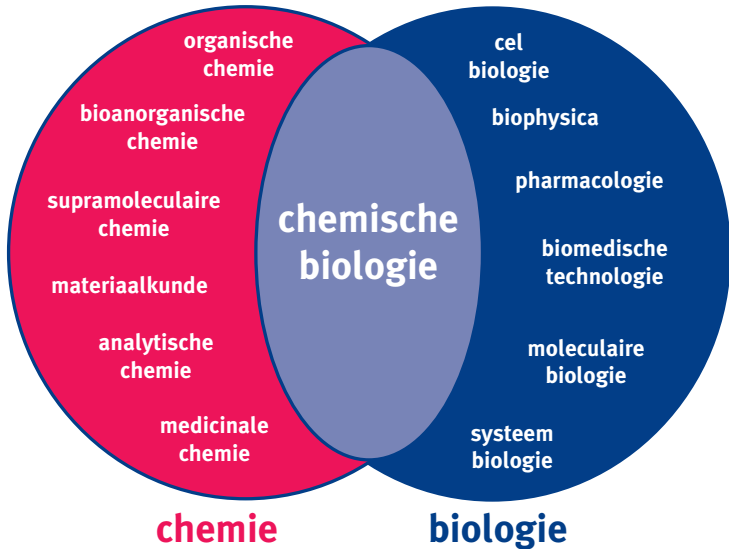 organische
chemie
bioanorganische
chemie
supramoleculaire
chemie
materiaalkunde
analytische
chemie
medicinale
chemie
chemische
biologie
cel
biologie
biophysica
pharmacologie
biomedische
technologie
moleculaire
biologie
systeem
biologie
chemie
biologie